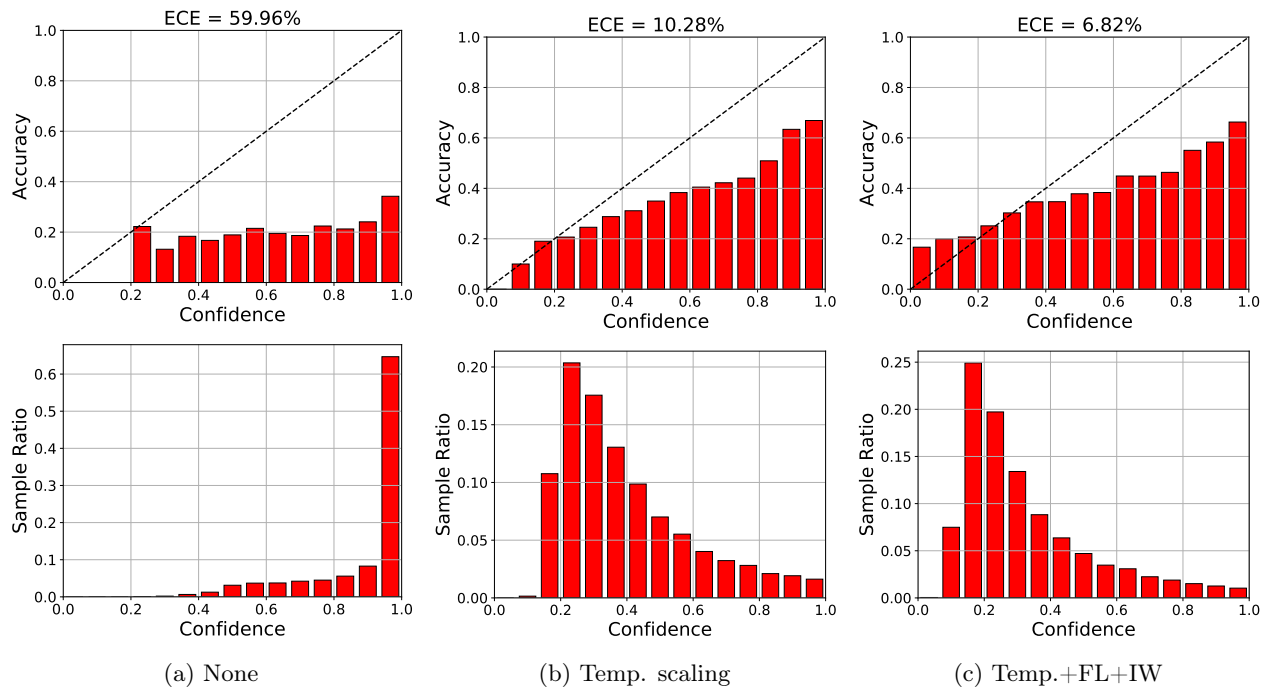 ECE = 59.96%
1.0
0.8
0.6
0.4
0.2
0.0
Accuracy
0.0 0.2 0.4 0.6 0.8 1.0
Confidence
ECE = 10.28%
1.0
0.8
0.6
0.4
0.2
0.0
Accuracy
0.0 0.2 0.4 0.6 0.8 1.0
Confidence
ECE = 6.82%
1.0
0.8
0.6
0.4
0.2
0.0
Accuracy
0.0 0.2 0.4 0.6 0.8 1.0
Confidence
0.6
0.5
0.4
0.3
0.2
0.1
0.0
Sample Ratio
0.0 0.2 0.4 0.6 0.8 1.0
Confidence
0.20
0.15
0.10
0.05
0.00
Sample Ratio
0.2 0.4 0.6 0.8 1.0
Confidence
0.25
0.20
0.15
0.10
0.05
0.00
Sample Ratio
0.2 0.4 0.6 0.8 1.0
Confidence
(a) None
(b) Temp. scaling
(c) Temp.+FL+IW